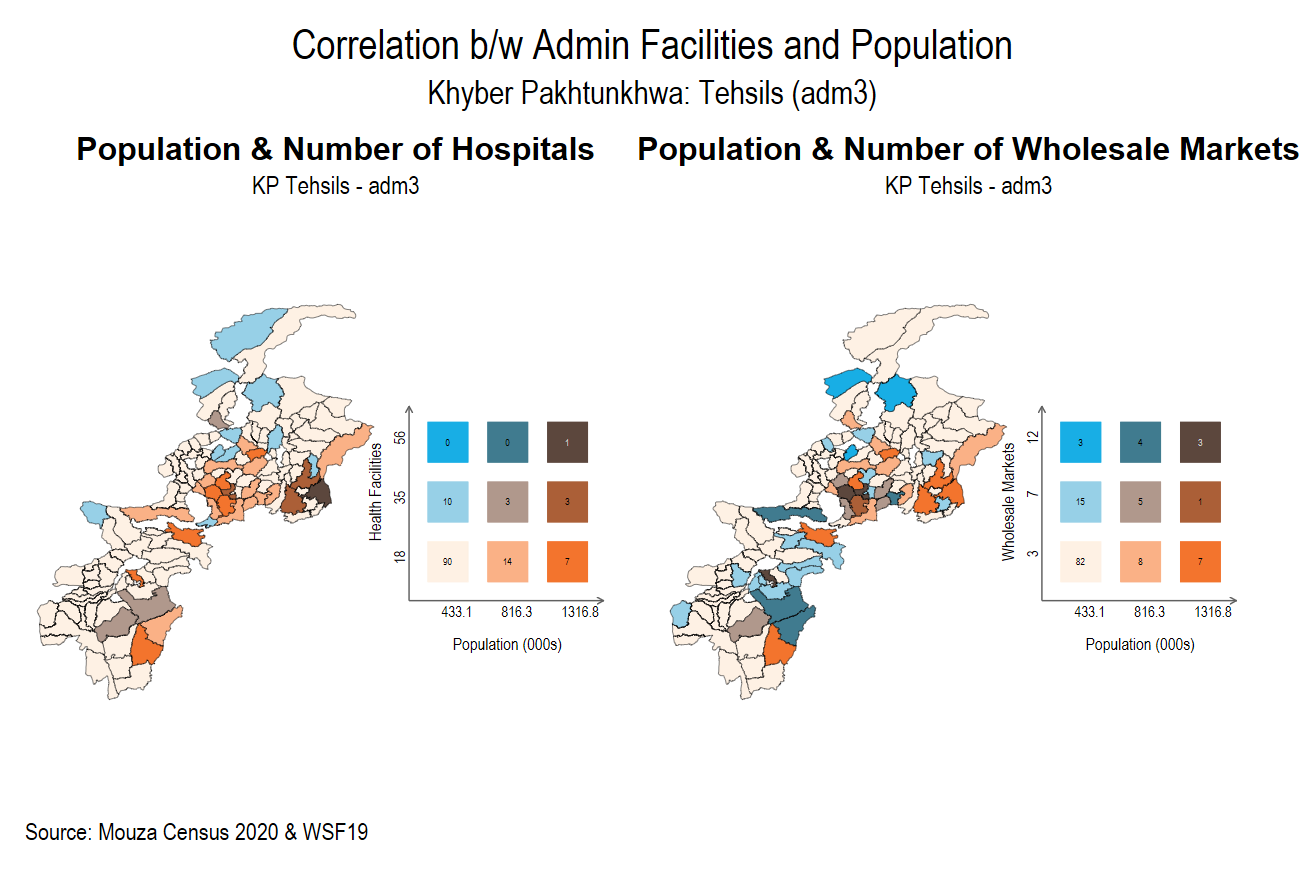 Correlation b/w Admin Facilities and Population
Khyber Pakhtunkhwa: Tehsils (adm3)
Population & Number of Hospitals
KP Tehsils - adm3
Health Facilities
56
35
18
0 0 1
10 3 3
90 14 7
433.1 816.3 1316.8
Population (000s)
Population & Number of Wholesale Markets
KP Tehsils - adm3
Wholesale Markets
12
7
3
3 4 3
15 5 1
82 8 7
433.1 816.3 1316.8
Population (000s)
Source: Mouza Census 2020 & WSF19